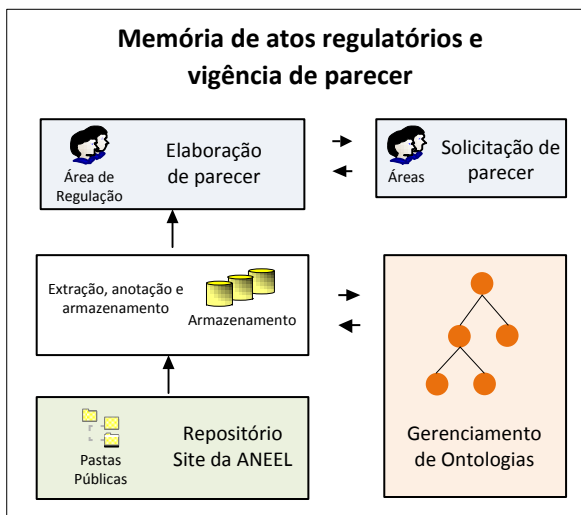 Memória de atos regulatórios e
vigência de parecer
Elaboração
de parecer
Área de
Regulação
Solicitação de
parecer
Áreas
Extração, anotação e
armazenamento
Armazenamento
Repositório
Site da ANEEL
Pastas
Públicas
Gerenciamento
de Ontologias